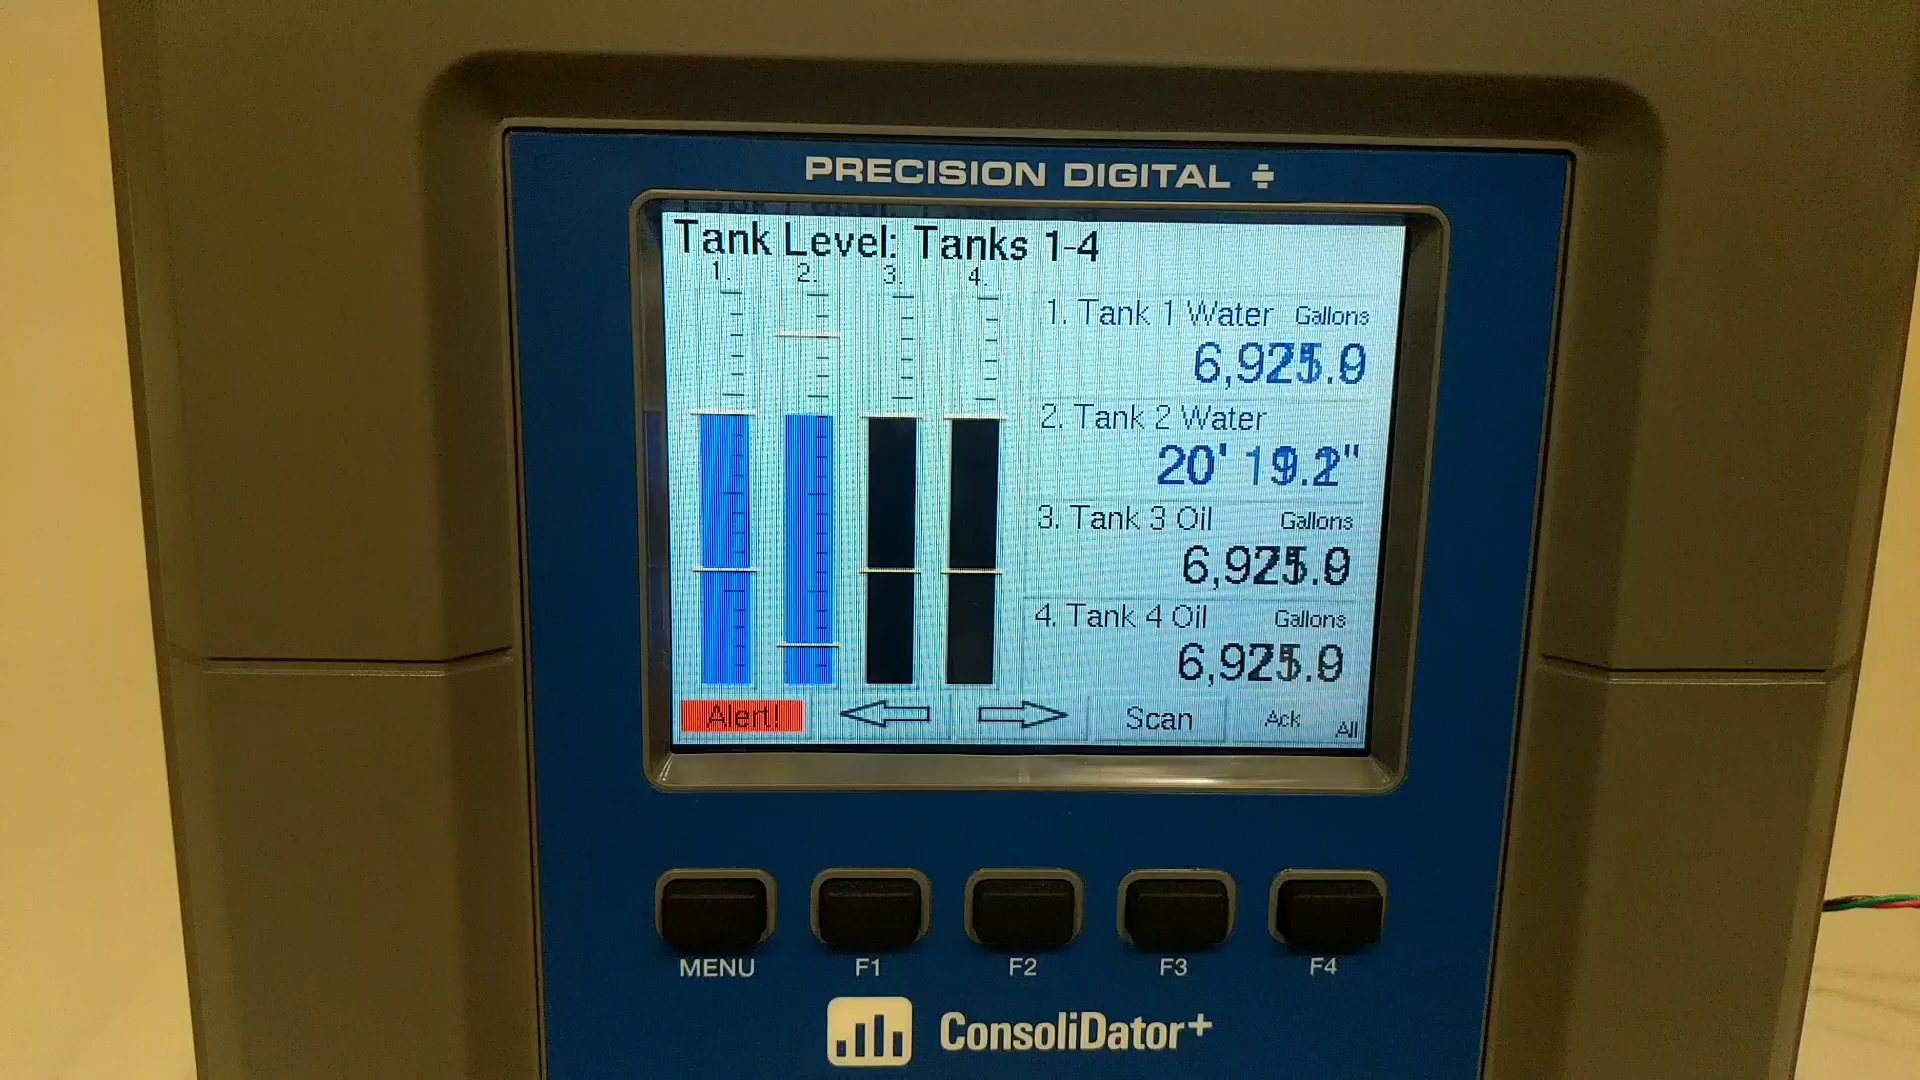 PRECISION DIGITAL
Tank Level: Tanks 1-4
1. 2. 3. 4.
1. Tank 1 Water Gallons
2. Tank 2 Water
3. Tank 3 Oil Gallons
4. Tank 4 Oil Gallons
Alert! Scan Ack All
MENU F1 F2 F3 F4
ConsoliDator+